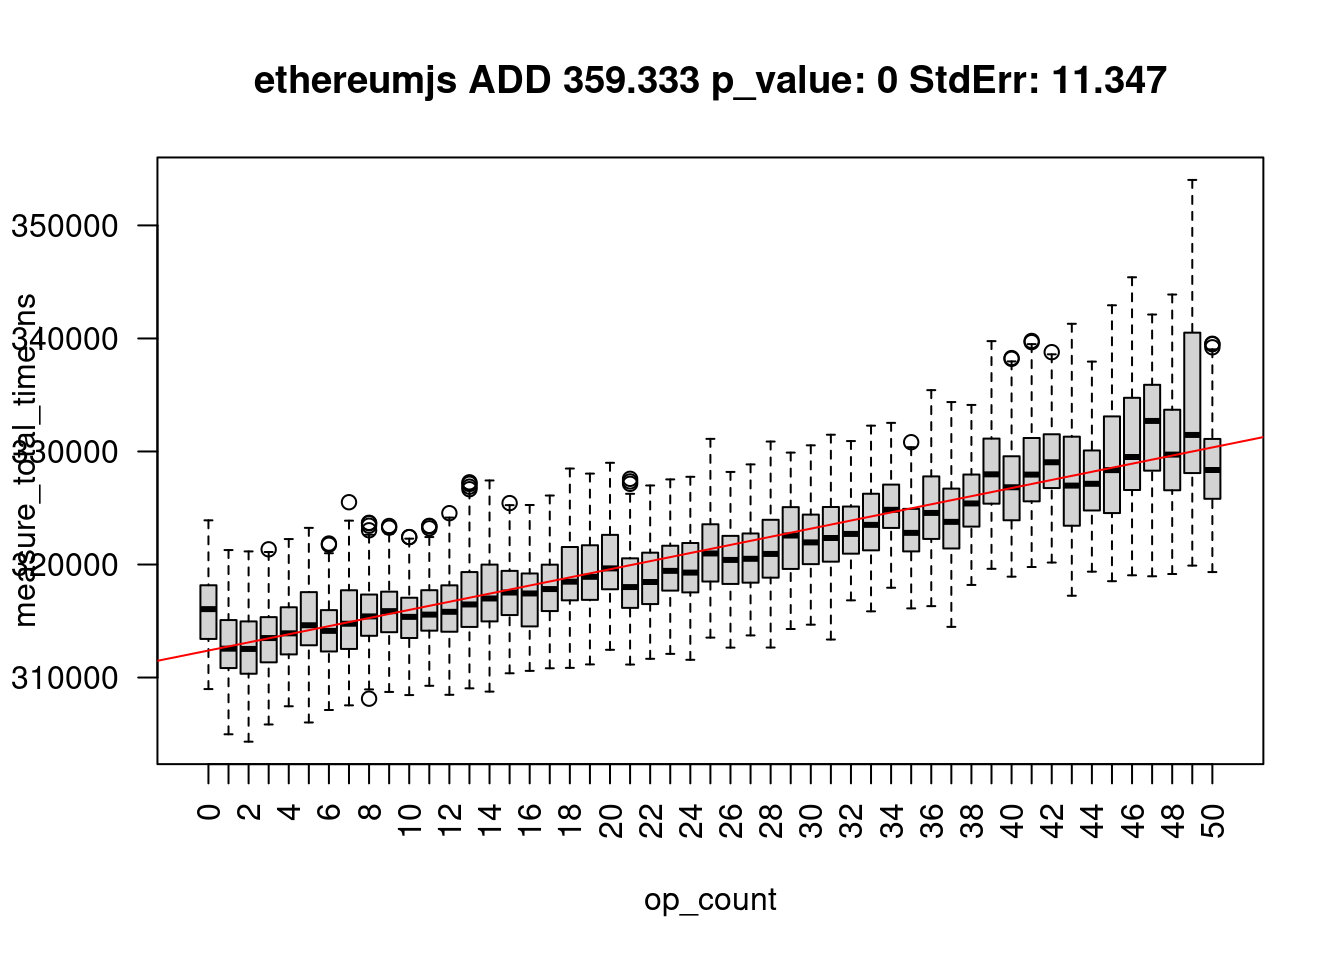 ethereumjs ADD 359.333 p_value: 0 StdErr: 11.347
measure_total_time_ns
350000
340000
330000
320000
310000
0 2 4 6 8 10 12 14 16 18 20 22 24 26 28 30 32 34 36 38 40 42 44 46 48 50
op_count